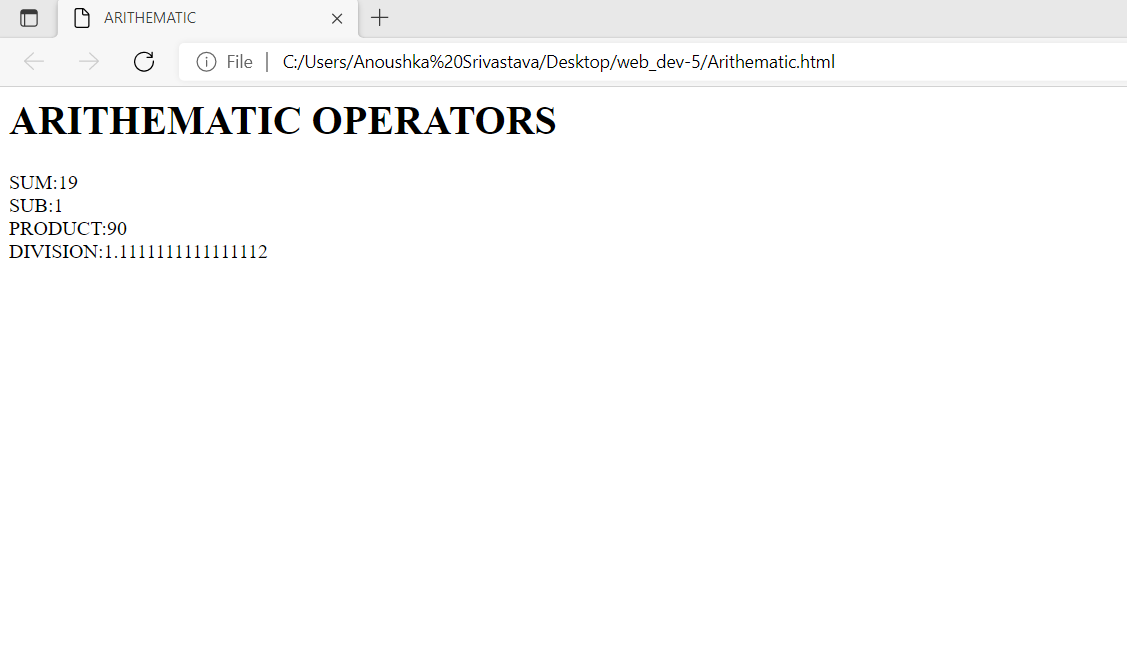 ARITHEMATIC
File
C:/Users/Anoushka%20Srivastava/Desktop/web_dev-5/Arithematic.html
ARITHEMATIC OPERATORS
SUM:19
SUB:1
PRODUCT:90
DIVISION:1.1111111111111112